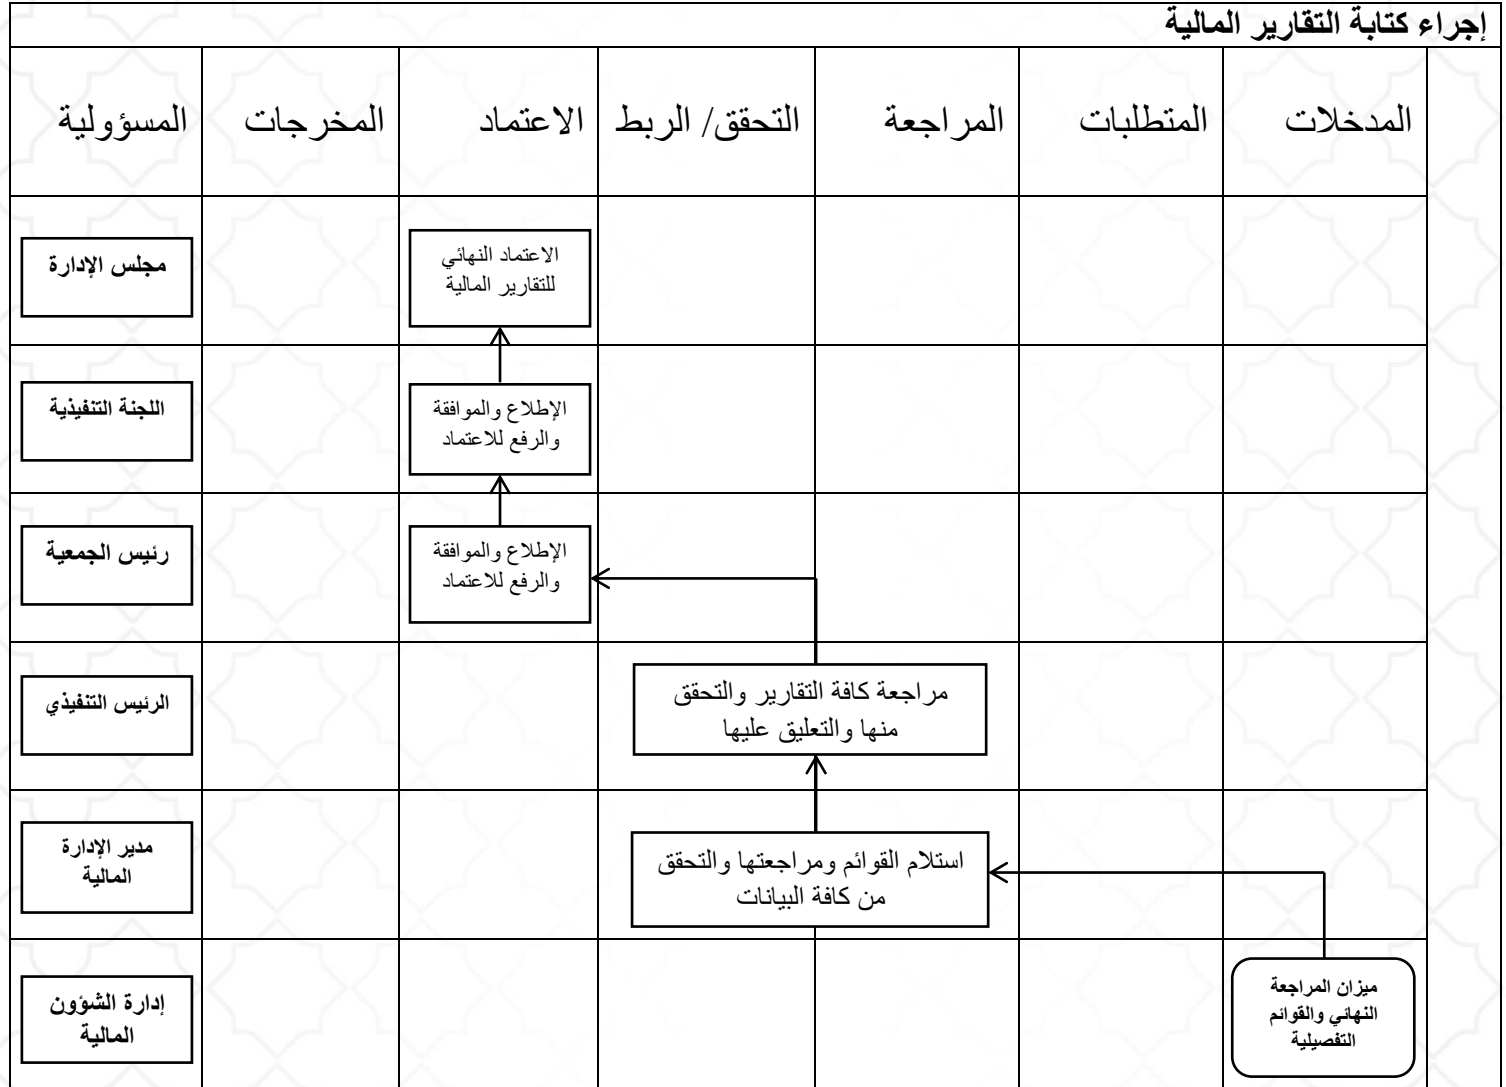 إجراء كتابة التقارير المالية
المدخلات
المتطلبات
المراجعة
التحقق/ الربط
الاعتماد
المخرجات
المسؤولية
الاعتماد النهائي
للتقارير المالية
مجلس الإدارة
الإطلاع والموافقة
والرفع للاعتماد
اللجنة التنفيذية
الإطلاع والموافقة
والرفع للاعتماد
رئيس الجمعية
مراجعة كافة التقارير والتحقق
منها والتعليق عليها
الرئيس التنفيذي
استلام القوائم ومراجعتها والتحقق
من كافة البيانات
مدير الإدارة
المالية
ميزان المراجعة
النهائي والقوائم
التفصيلية
إدارة الشؤون
المالية